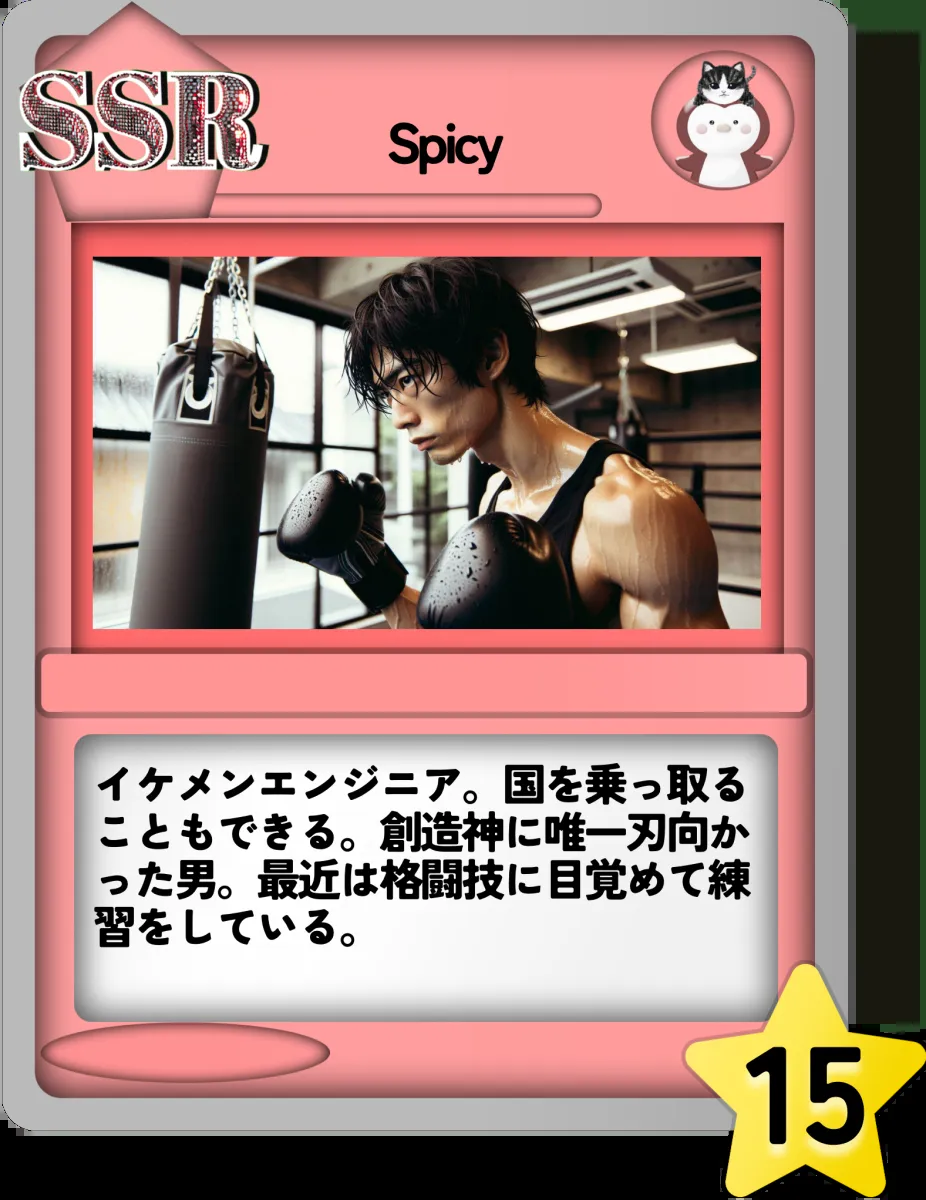 SSR
Spicy
イケメンエンジニア。国を乗っ取る
こともできる。創造神に唯一刃向か
った男。最近は格闘技に目覚めて練
習をしている。
15